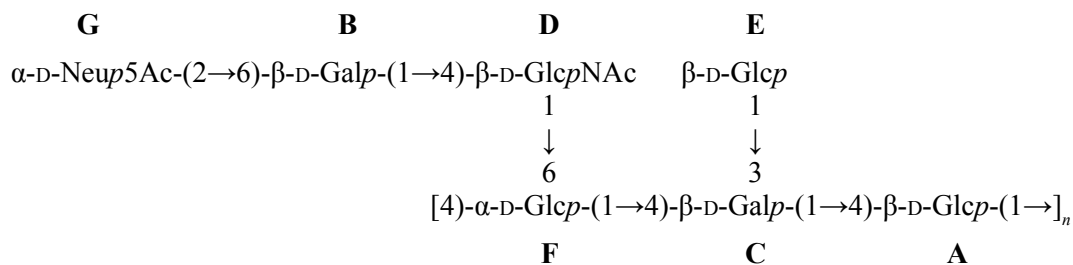 G B D E
α-D-Neup5Ac-(2→6)-β-D-Galp-(1→4)-β-D-GlcpNAc β-D-Glcp
1 1
↓ ↓
6 3
[4)-α-D-Glcp-(1→4)-β-D-Galp-(1→4)-β-D-Glcp-(1→]n
F C A